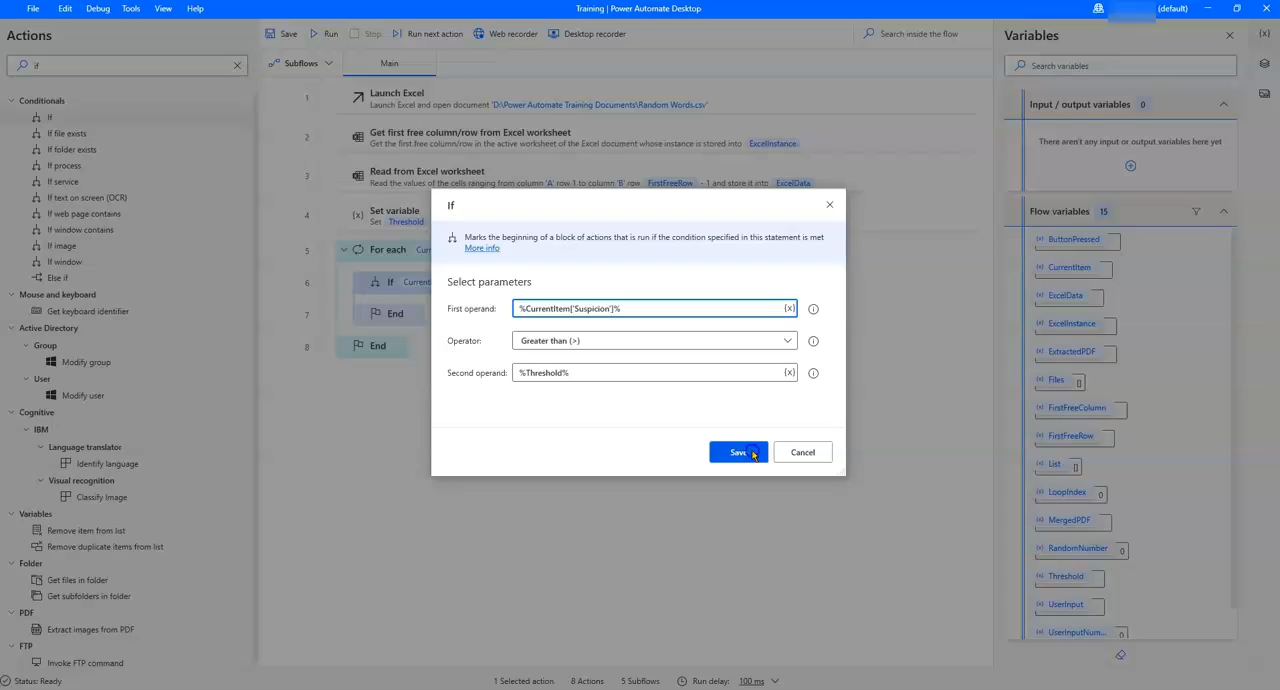 File Edit Debug Tools View Help
Training | Power Automate Desktop
(default)
Actions
if
Conditionals
If
If file exists
If folder exists
If process
If service
If text on screen (OCR)
If web page contains
If window contains
If image
If window
Else if
Mouse and keyboard
Get keyboard identifier
Active Directory
Group
Modify group
User
Modify user
Cognitive
IBM
Language translator
Identify language
Visual recognition
Classify Image
Variables
Remove item from list
Remove duplicate items from list
Folder
Get files in folder
Get subfolders in folder
PDF
Extract images from PDF
FTP
Invoke FTP command
Save Run Stop Run next action Web recorder Desktop recorder
Search inside the flow
Subflows Main
1 Launch Excel
Launch Excel and open document 'D:\Power Automate Training Documents\Random Words.csv'
2 Get first free column/row from Excel worksheet
Get the first free column/row in the active worksheet of the Excel document whose instance is stored into ExcelInstance
3 Read from Excel worksheet
Read the values of the cells ranging from column 'A' row 1 to column 'B' row FirstFreeRow - 1 and store it into ExcelData
4 {x} Set variable
Set Threshold
5 For each
6 If
7 End
8 End
If
Marks the beginning of a block of actions that is run if the condition specified in this statement is met
More info
Select parameters
First operand: %CurrentItem['Suspicion']% {x}
Operator: Greater than (>)
Second operand: %Threshold% {x}
Save Cancel
Variables
{x}
Search variables
Input / output variables 0
There aren't any input or output variables here yet
Flow variables 15
(x) ButtonPressed
(x) CurrentItem
(x) ExcelData
(x) ExcelInstance
(x) ExtractedPDF
(x) Files []
(x) FirstFreeColumn
(x) FirstFreeRow
(x) List []
(x) LoopIndex 0
(x) MergedPDF
(x) RandomNumber 0
(x) Threshold
(x) UserInput
(x) UserInputNum... 0
Status: Ready
1 Selected action 8 Actions 5 Subflows Run delay: 100 ms